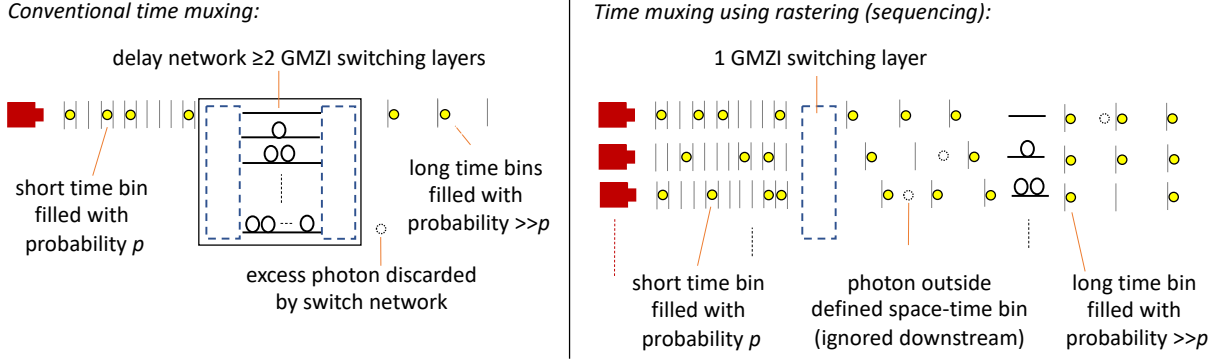 Conventional time muxing:
delay network ≥2 GMZI switching layers
short time bin
filled with
probability p
long time bins
filled with
probability >>p
excess photon discarded
by switch network
Time muxing using rastering (sequencing):
1 GMZI switching layer
short time bin
filled with
probability p
photon outside
defined space-time bin
(ignored downstream)
long time bin
filled with
probability >>p